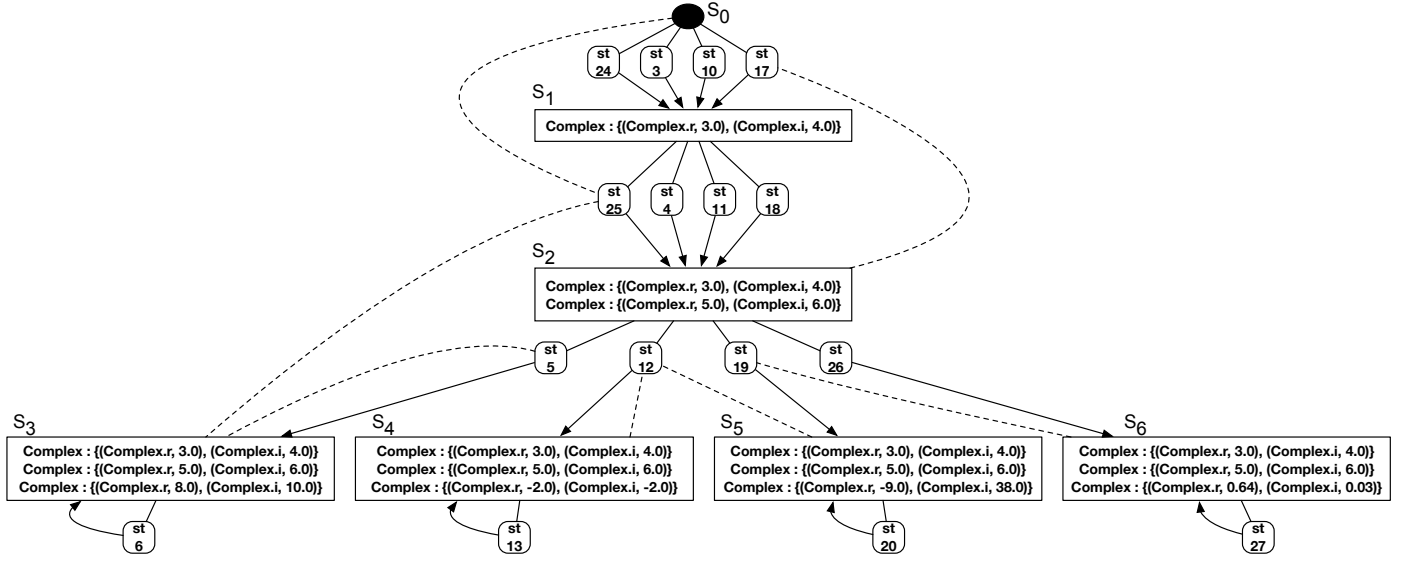 S0
st
24
st
3
st
10
st
17
S1
Complex : {(Complex.r, 3.0), (Complex.i, 4.0)}
st
25
st
4
st
11
st
18
S2
Complex : {(Complex.r, 3.0), (Complex.i, 4.0)}
Complex : {(Complex.r, 5.0), (Complex.i, 6.0)}
st
5
st
12
st
19
st
26
S3
Complex : {(Complex.r, 3.0), (Complex.i, 4.0)}
Complex : {(Complex.r, 5.0), (Complex.i, 6.0)}
Complex : {(Complex.r, 8.0), (Complex.i, 10.0)}
S4
Complex : {(Complex.r, 3.0), (Complex.i, 4.0)}
Complex : {(Complex.r, 5.0), (Complex.i, 6.0)}
Complex : {(Complex.r, -2.0), (Complex.i, -2.0)}
S5
Complex : {(Complex.r, 3.0), (Complex.i, 4.0)}
Complex : {(Complex.r, 5.0), (Complex.i, 6.0)}
Complex : {(Complex.r, -9.0), (Complex.i, 38.0)}
S6
Complex : {(Complex.r, 3.0), (Complex.i, 4.0)}
Complex : {(Complex.r, 5.0), (Complex.i, 6.0)}
Complex : {(Complex.r, 0.64), (Complex.i, 0.03)}
st
6
st
13
st
20
st
27